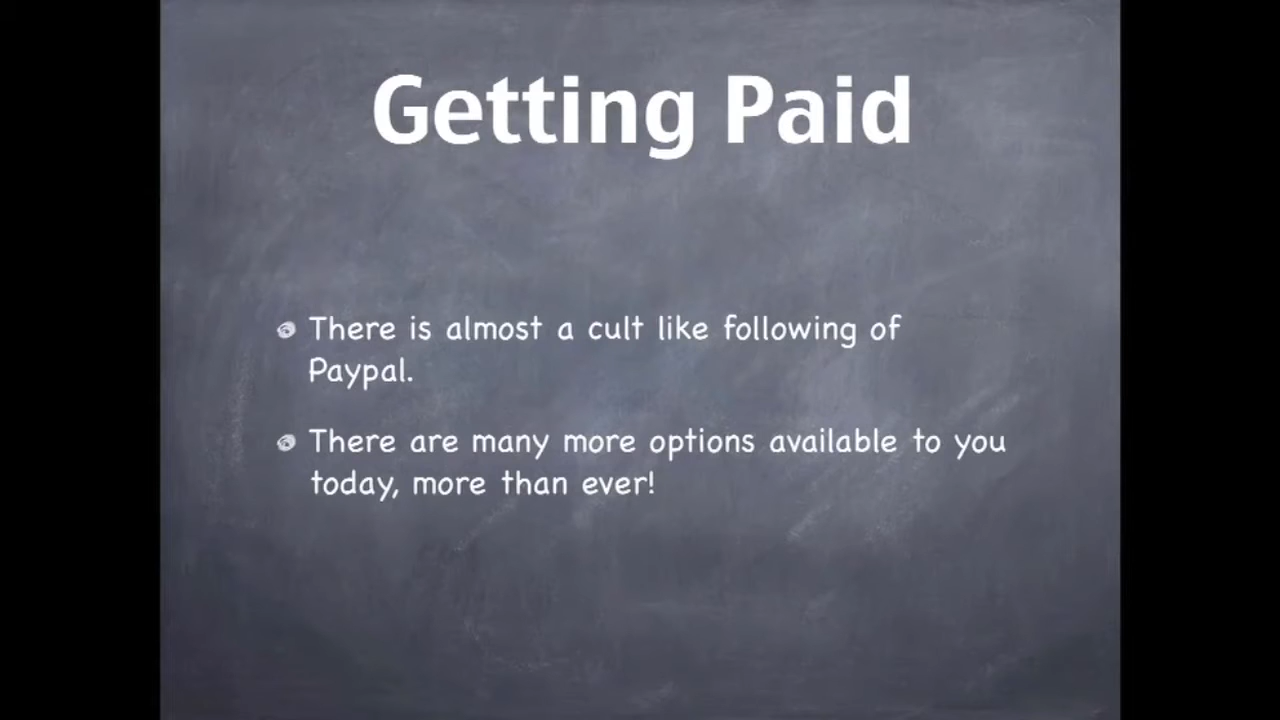 Getting Paid
There is almost a cult like following of
Paypal.
There are many more options available to you
today, more than ever!